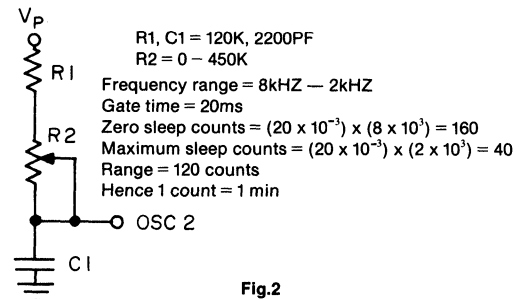 VP
R1, C1 = 120K, 2200PF
R2 = 0 – 450K
R1
Frequency range = 8kHZ — 2kHZ
Gate time = 20ms
Zero sleep counts = (20 x 10⁻³) x (8 x 10³) = 160
R2
Maximum sleep counts = (20 x 10⁻³) x (2 x 10³) = 40
Range = 120 counts
Hence 1 count = 1 min
OSC 2
C1
Fig.2